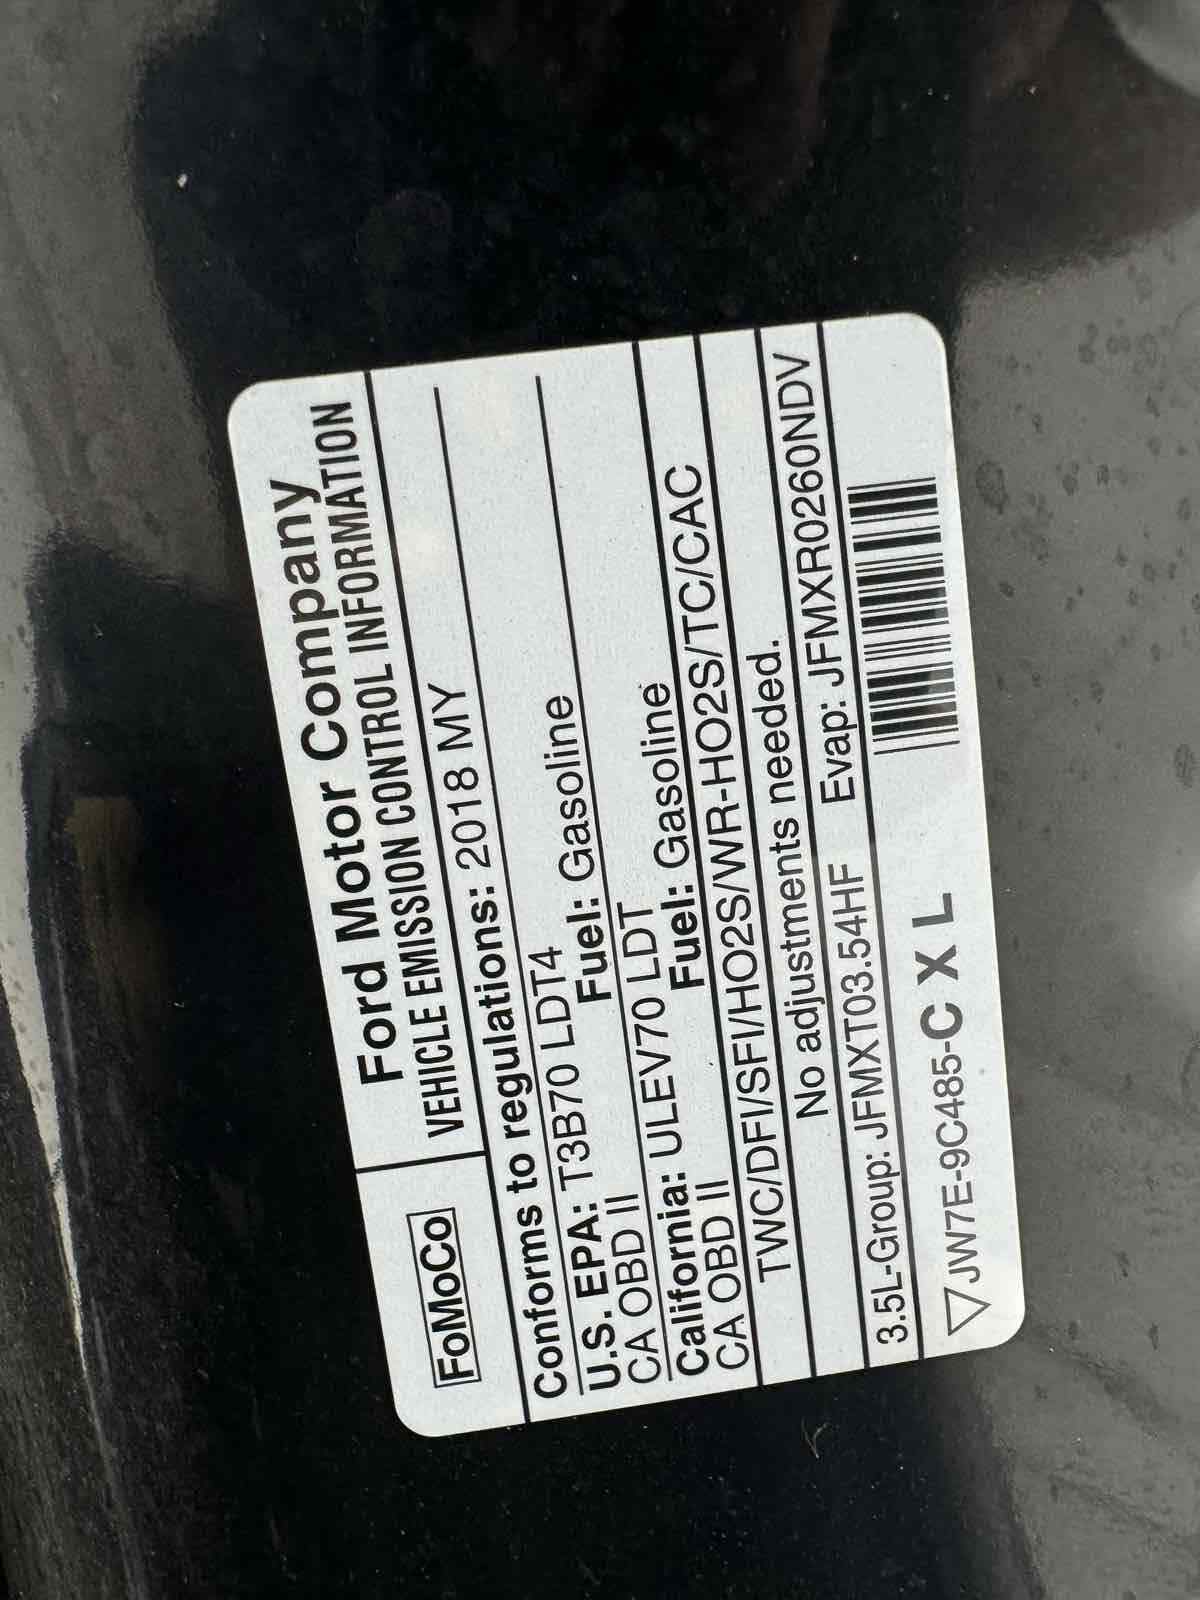 FoMoCo
Ford Motor Company
VEHICLE EMISSION CONTROL INFORMATION
Conforms to regulations: 2018 MY
U.S. EPA: T3B70 LDT4
CA OBD II Fuel: Gasoline
California: ULEV70 LDT
CA OBD II Fuel: Gasoline
TWC/DFI/SFI/HO2S/WR-HO2S/TC/CAC
No adjustments needed.
3.5L-Group: JFMXT03.54HF Evap: JFMXR0260NDV
JW7E-9C485-C X L